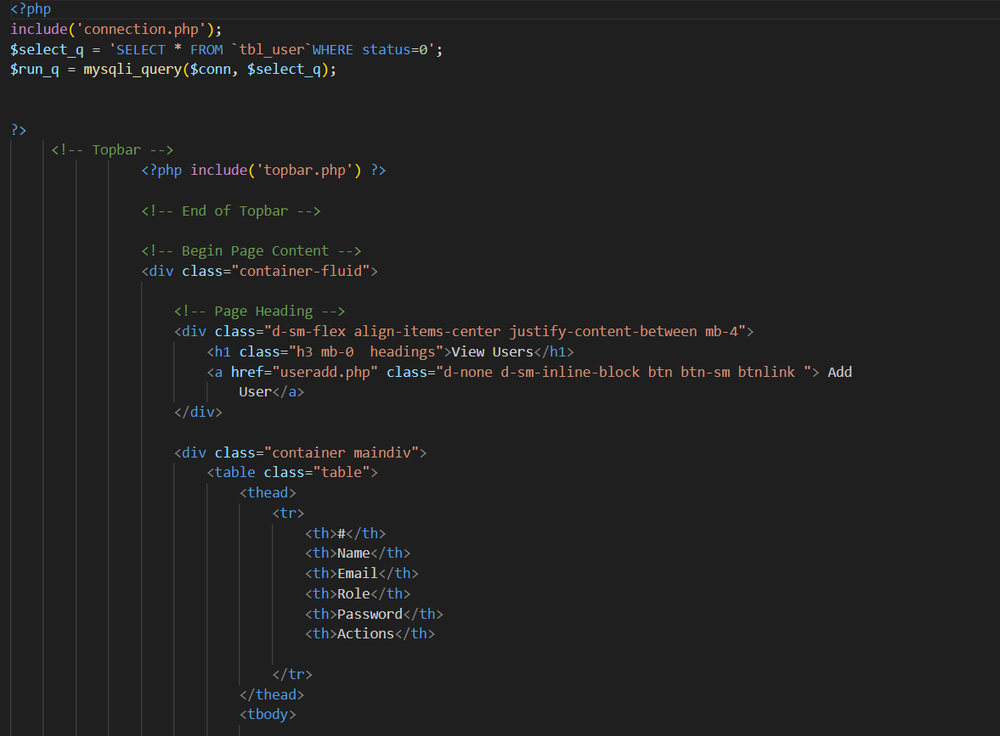 <?php
include('connection.php');
$select_q = 'SELECT * FROM `tbl_user`WHERE status=0';
$run_q = mysqli_query($conn, $select_q);
?>
<!-- Topbar -->
<?php include('topbar.php') ?>
<!-- End of Topbar -->
<!-- Begin Page Content -->
<div class="container-fluid">
<!-- Page Heading -->
<div class="d-sm-flex align-items-center justify-content-between mb-4">
<h1 class="h3 mb-0  headings">View Users</h1>
<a href="useradd.php" class="d-none d-sm-inline-block btn btn-sm btnlink "> Add
User</a>
</div>
<div class="container maindiv">
<table class="table">
<thead>
<tr>
<th>#</th>
<th>Name</th>
<th>Email</th>
<th>Role</th>
<th>Password</th>
<th>Actions</th>
</tr>
</thead>
<tbody>